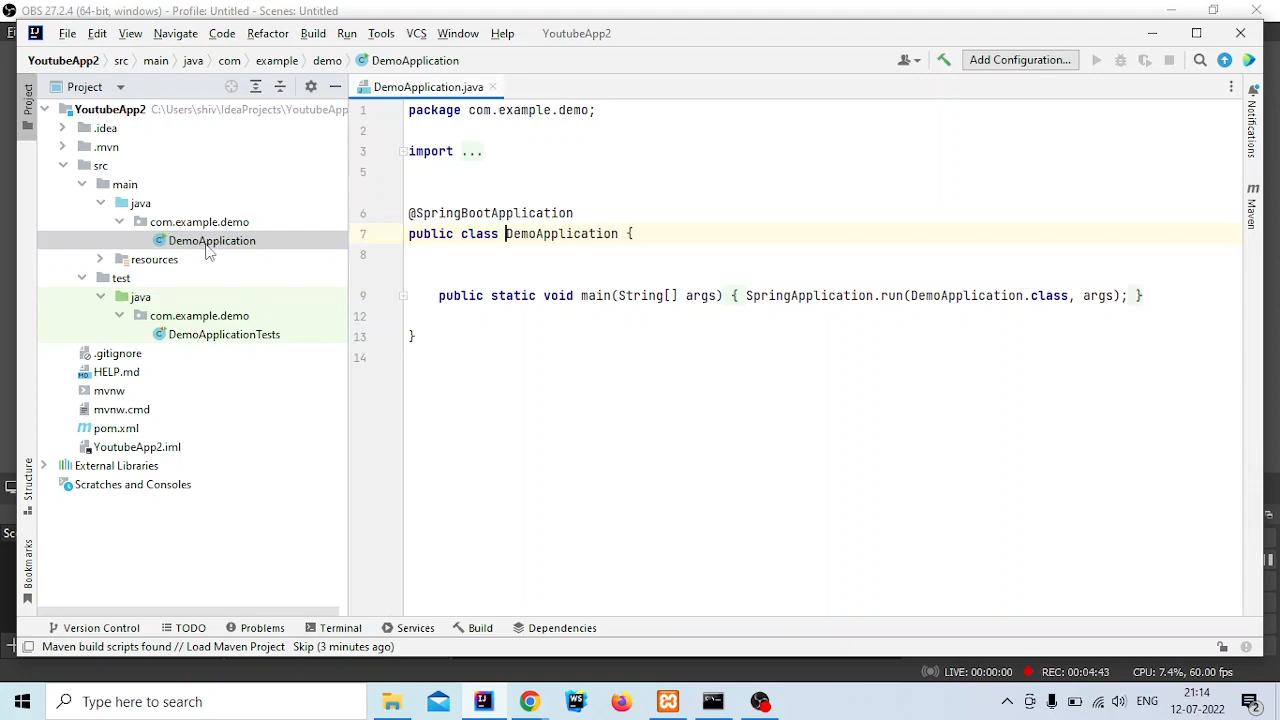 OBS 27.2.4 (64-bit, windows) - Profile: Untitled - Scenes: Untitled
File Edit View Navigate Code Refactor Build Run Tools VCS Window Help YoutubeApp2
YoutubeApp2 src main java com example demo DemoApplication
Add Configuration...
Project
DemoApplication.java
Project
Structure
Bookmarks
YoutubeApp2 C:\Users\shiv\IdeaProjects\YoutubeApp
.idea
.mvn
src
main
java
com.example.demo
DemoApplication
resources
test
java
com.example.demo
DemoApplicationTests
.gitignore
HELP.md
mvnw
mvnw.cmd
pom.xml
YoutubeApp2.iml
External Libraries
Scratches and Consoles
1 package com.example.demo;
2
3 import ...
5
6 @SpringBootApplication
7 public class DemoApplication {
8
9 public static void main(String[] args) { SpringApplication.run(DemoApplication.class, args); }
12
13 }
14
Notifications
Maven
Version Control TODO Problems Terminal Services Build Dependencies
Maven build scripts found // Load Maven Project Skip (3 minutes ago)
LIVE: 00:00:00 REC: 00:04:43 CPU: 7.4%, 60.00 fps
Type here to search
ENG
21:14
12-07-2022
2